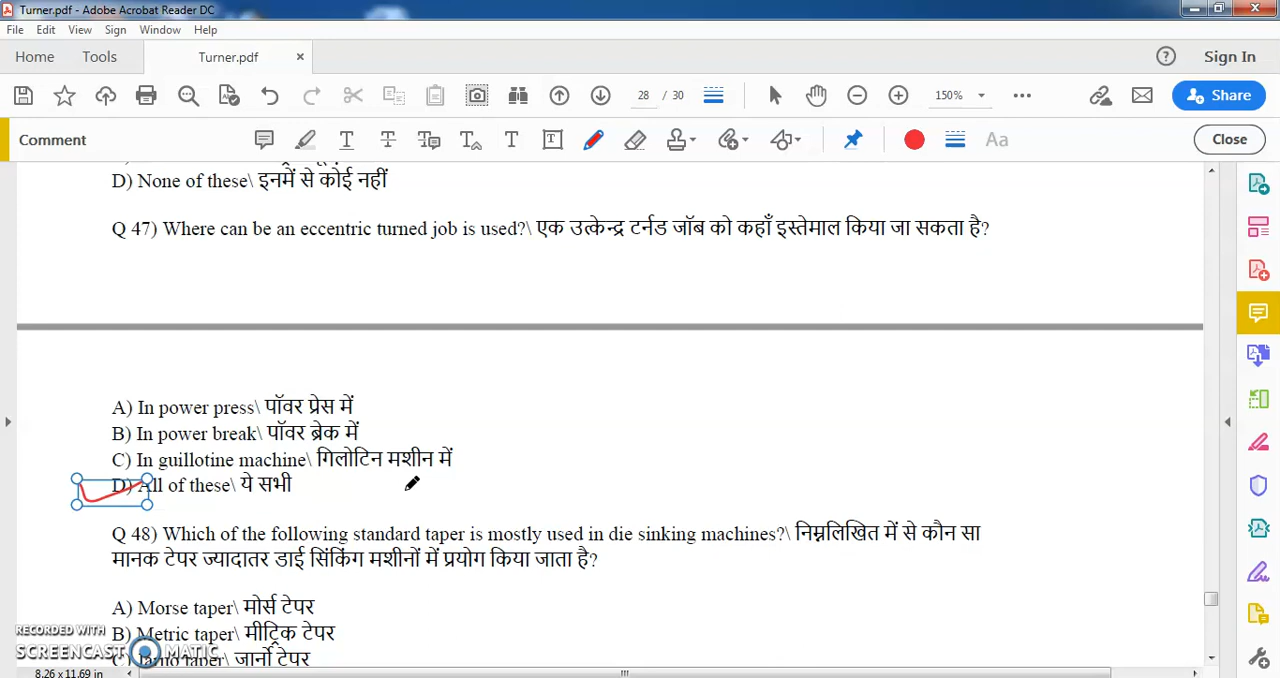 Turner.pdf - Adobe Acrobat Reader DC
File Edit View Sign Window Help
Home Tools Turner.pdf × Sign In
28 / 30 150% Share
Comment Close
D) None of these\ इनमें से कोई नहीं
Q 47) Where can be an eccentric turned job is used?\ एक उत्केन्द्र टर्नड जॉब को कहाँ इस्तेमाल किया जा सकता है?
A) In power press\ पॉवर प्रेस में
B) In power break\ पॉवर ब्रेक में
C) In guillotine machine\ गिलोटिन मशीन में
D) All of these\ ये सभी
Q 48) Which of the following standard taper is mostly used in die sinking machines?\ निम्नलिखित में से कौन सा
मानक टेपर ज्यादातर डाई सिंकिंग मशीनों में प्रयोग किया जाता है?
A) Morse taper\ मोर्स टेपर
B) Metric taper\ मीट्रिक टेपर
C) Jarno taper\ जार्नो टेपर
RECORDED WITH
SCREENCAST MATIC
8.26 x 11.69 in